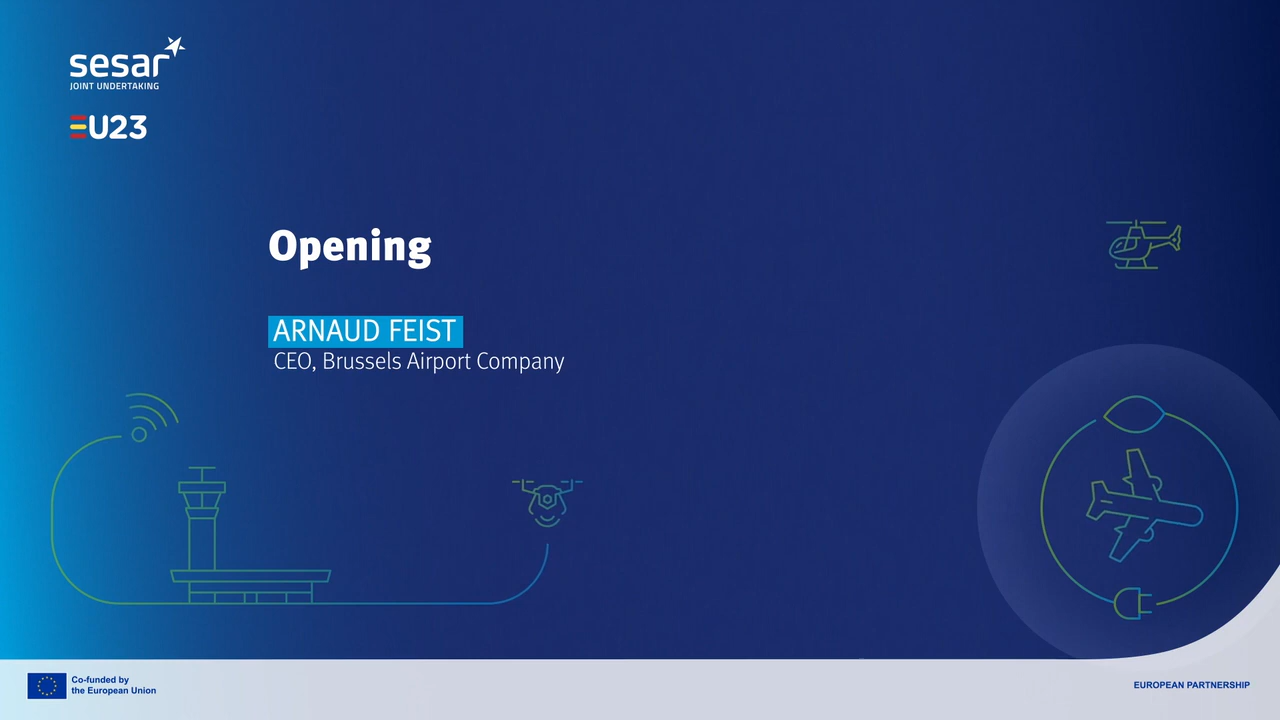 sesar
JOINT UNDERTAKING
EU23
Opening
ARNAUD FEIST
CEO, Brussels Airport Company
Co-funded by
the European Union
EUROPEAN PARTNERSHIP